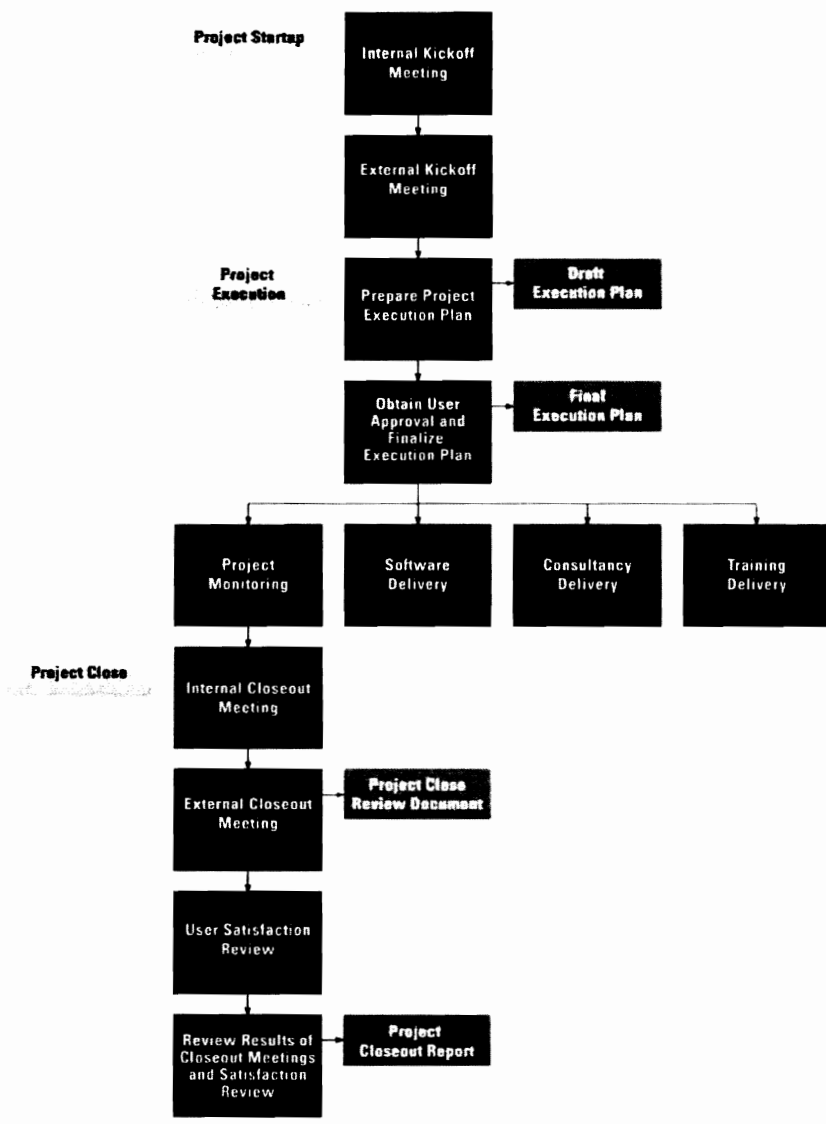 Project Startup
Internal Kickoff
Meeting
External Kickoff
Meeting
Project
Execution
Prepare Project
Execution Plan
Draft
Execution Plan
Obtain User
Approval and
Finalize
Execution Plan
Final
Execution Plan
Project
Monitoring
Software
Delivery
Consultancy
Delivery
Training
Delivery
Project Close
Internal Closeout
Meeting
External Closeout
Meeting
Project Close
Review Document
User Satisfaction
Review
Review Results of
Closeout Meetings
and Satisfaction
Review
Project
Closeout Report